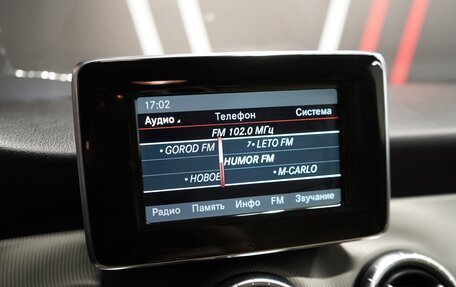 17:02
Аудио Телефон Система
FM 102.0 МГц
• GOROD FM 7• LETO FM
HUMOR FM
• НОВОЕ • M-CARLO
Радио Память Инфо FM Звучание